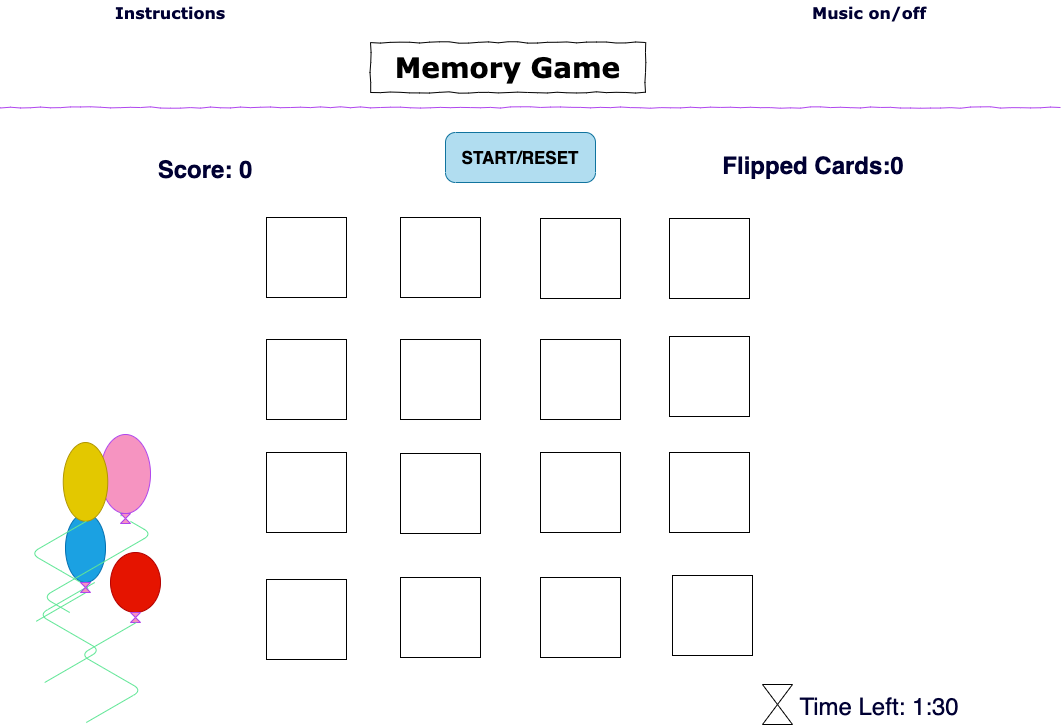 Instructions
Music on/off
Memory Game
START/RESET
Score: 0
Flipped Cards:0
Time Left: 1:30